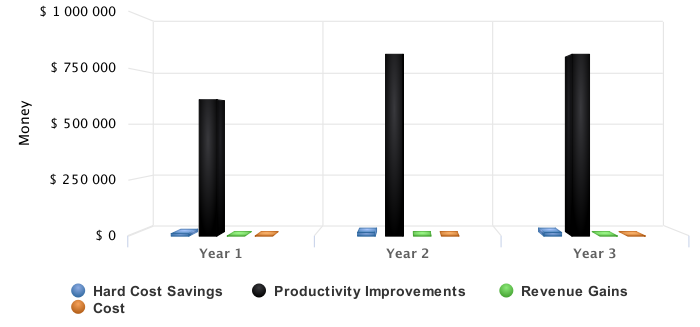 $ 1 000 000
$ 750 000
$ 500 000
$ 250 000
$ 0
Money
Year 1
Year 2
Year 3
Hard Cost Savings
Productivity Improvements
Revenue Gains
Cost